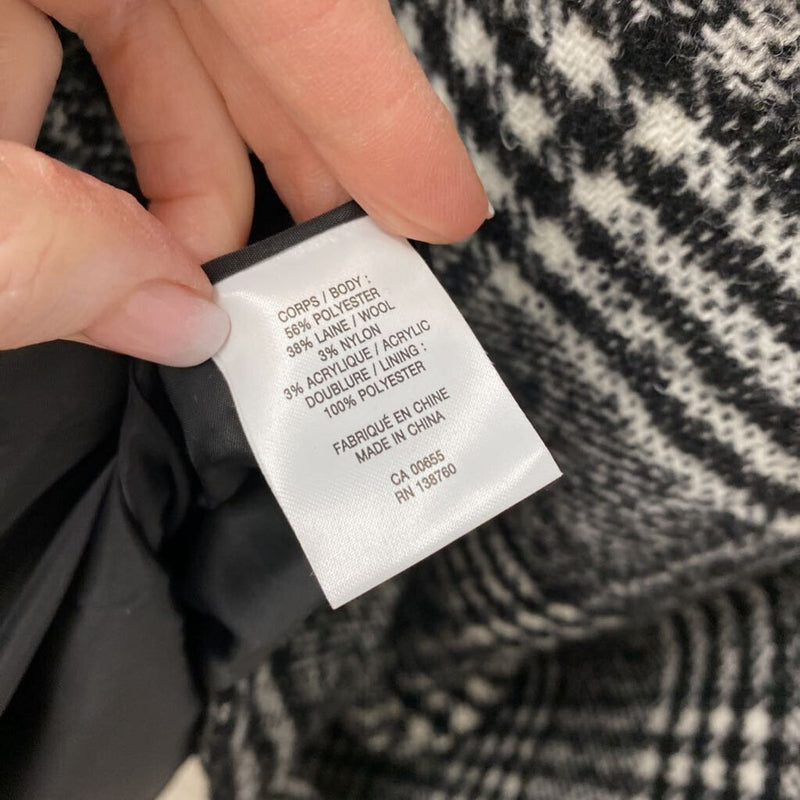 CORPS / BODY :
56% POLYESTER
38% LAINE / WOOL
3% NYLON
3% ACRYLIQUE / ACRYLIC
DOUBLURE / LINING :
100% POLYESTER
FABRIQUÉ EN CHINE
MADE IN CHINA
CA 00655
RN 138760